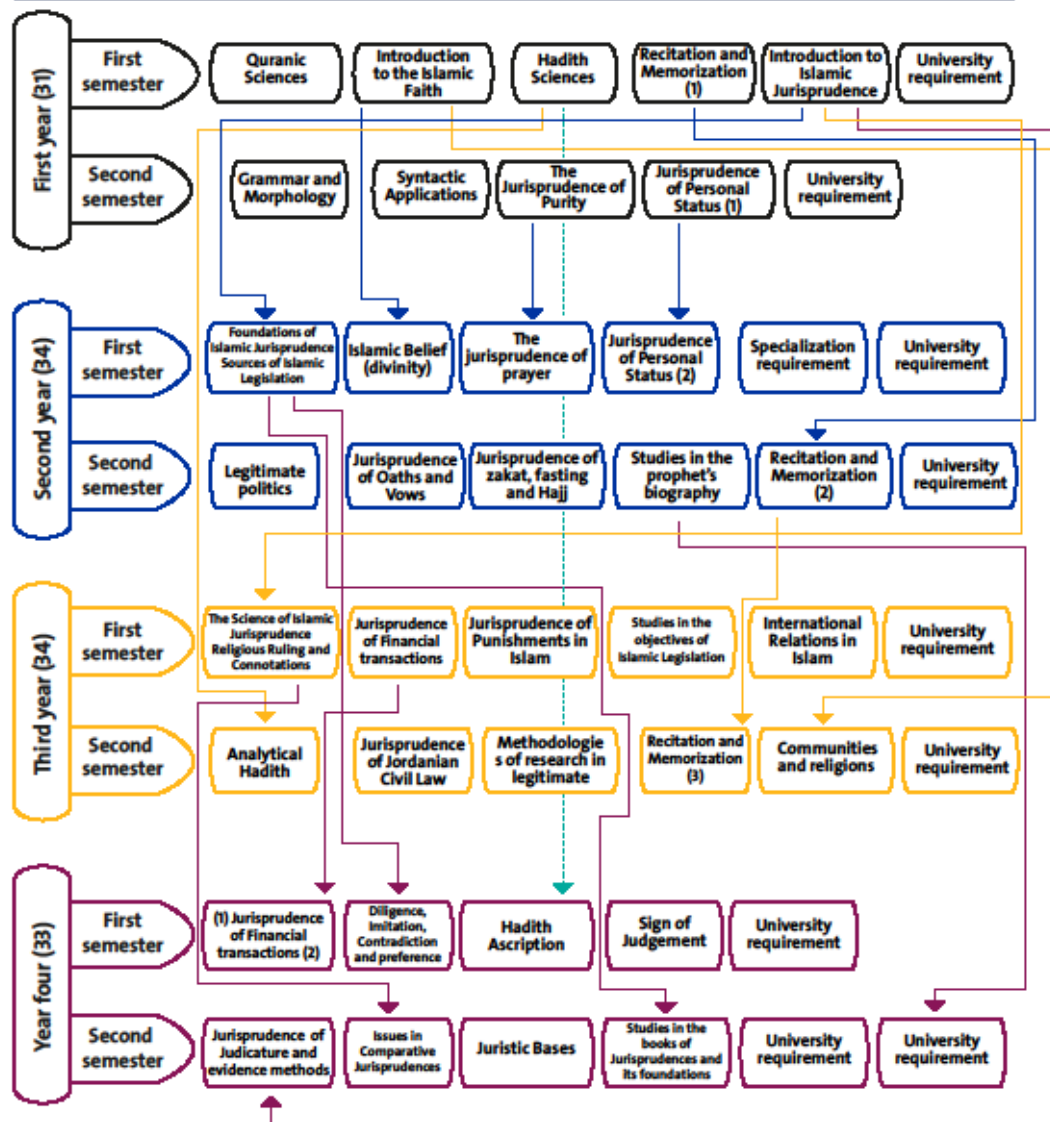 First year (31)
First
semester
Quranic
Sciences
Introduction
to the Islamic
Faith
Hadith
Sciences
Recitation and
Memorization
(1)
Introduction to
Islamic
Jurisprudence
University
requirement
Second
semester
Grammar and
Morphology
Syntactic
Applications
The
Jurisprudence of
Purity
Jurisprudence
of Personal
Status (1)
University
requirement
Second year (34)
First
semester
Foundations of
Islamic Jurisprudence
Sources of Islamic
Legislation
Islamic Belief
(divinity)
The
jurisprudence of
prayer
Jurisprudence
of Personal
Status (2)
Specialization
requirement
University
requirement
Second
semester
Legitimate
politics
Jurisprudence
of Oaths and
Vows
Jurisprudence of
zakat, fasting
and Hajj
Studies in the
prophet's
biography
Recitation and
Memorization
(2)
University
requirement
Third year (34)
First
semester
The Science of Islamic
Jurisprudence
Religious Ruling and
Connotations
Jurisprudence
of Financial
transactions
Jurisprudence of
Punishments in
Islam
Studies in the
objectives of
Islamic Legislation
International
Relations in
Islam
University
requirement
Second
semester
Analytical
Hadith
Jurisprudence
of Jordanian
Civil Law
Methodologie
s of research in
legitimate
Recitation and
Memorization
(3)
Communities
and religions
University
requirement
Year four (33)
First
semester
(1) Jurisprudence
of Financial
transactions (2)
Diligence,
Imitation,
Contradiction
and preference
Hadith
Ascription
Sign of
Judgement
University
requirement
Second
semester
Jurisprudence of
Judicature and
evidence methods
Issues in
Comparative
Jurisprudences
Juristic Bases
Studies in the
books of
Jurisprudences and
its foundations
University
requirement
University
requirement